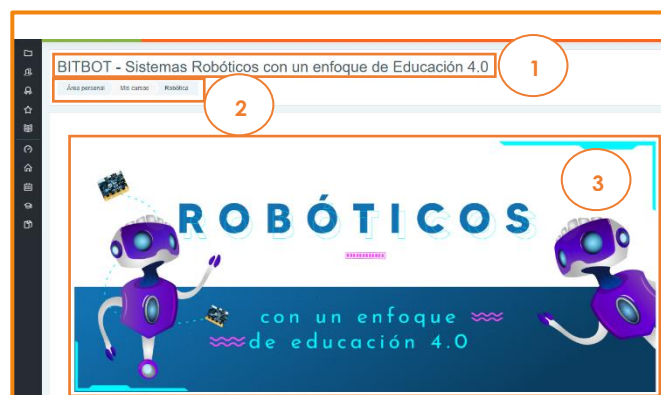 BITBOT - Sistemas Robóticos con un enfoque de Educación 4.0
1
Área personal Mis cursos Robótica
2
3
ROBÓTICOS
con un enfoque
de educación 4.0